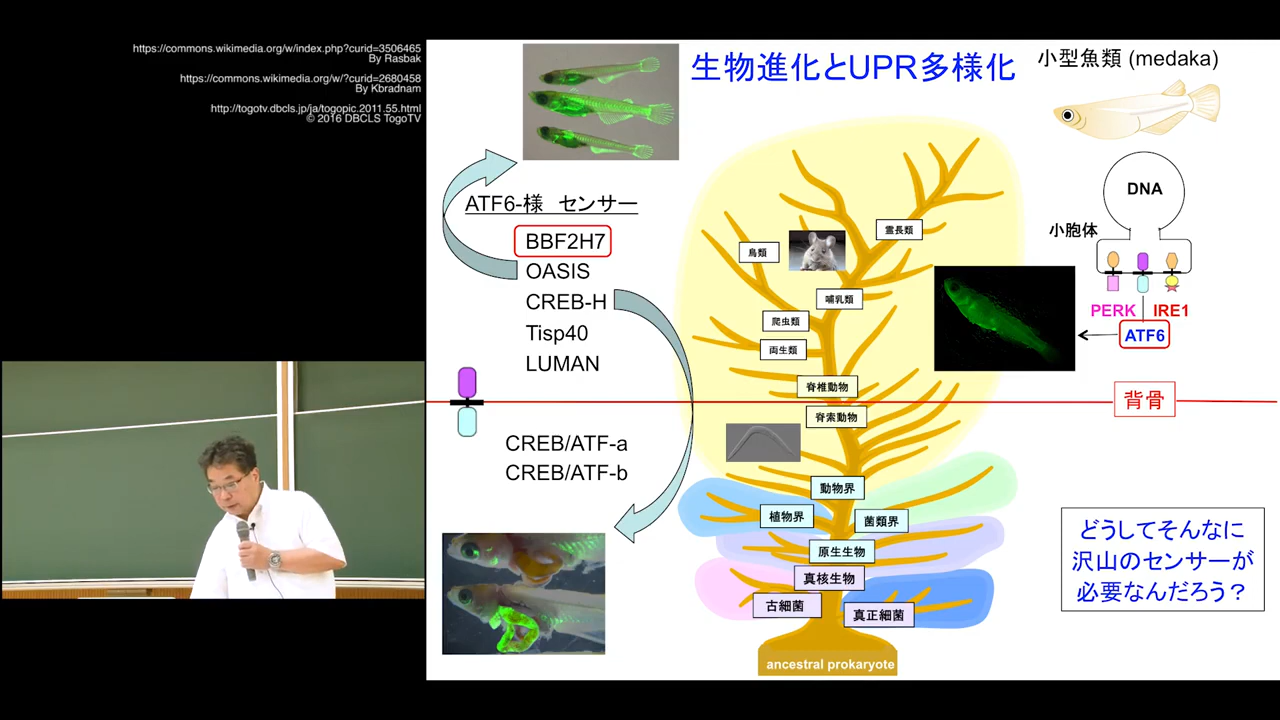 https://commons.wikimedia.org/w/index.php?curid=3506465
By Rasbak
https://commons.wikimedia.org/w/?curid=2680458
By Kbradnam
http://togotv.dbcls.jp/ja/togopic.2011.55.html
© 2016 DBCLS TogoTV
生物進化とUPR多様化
小型魚類 (medaka)
ATF6-様 センサー
BBF2H7
OASIS
CREB-H
Tisp40
LUMAN
CREB/ATF-a
CREB/ATF-b
霊長類
鳥類
哺乳類
爬虫類
両生類
脊椎動物
脊索動物
動物界
植物界
菌類界
原生生物
真核生物
古細菌
真正細菌
ancestral prokaryote
DNA
小胞体
PERK
IRE1
ATF6
背骨
どうしてそんなに
沢山のセンサーが
必要なんだろう？